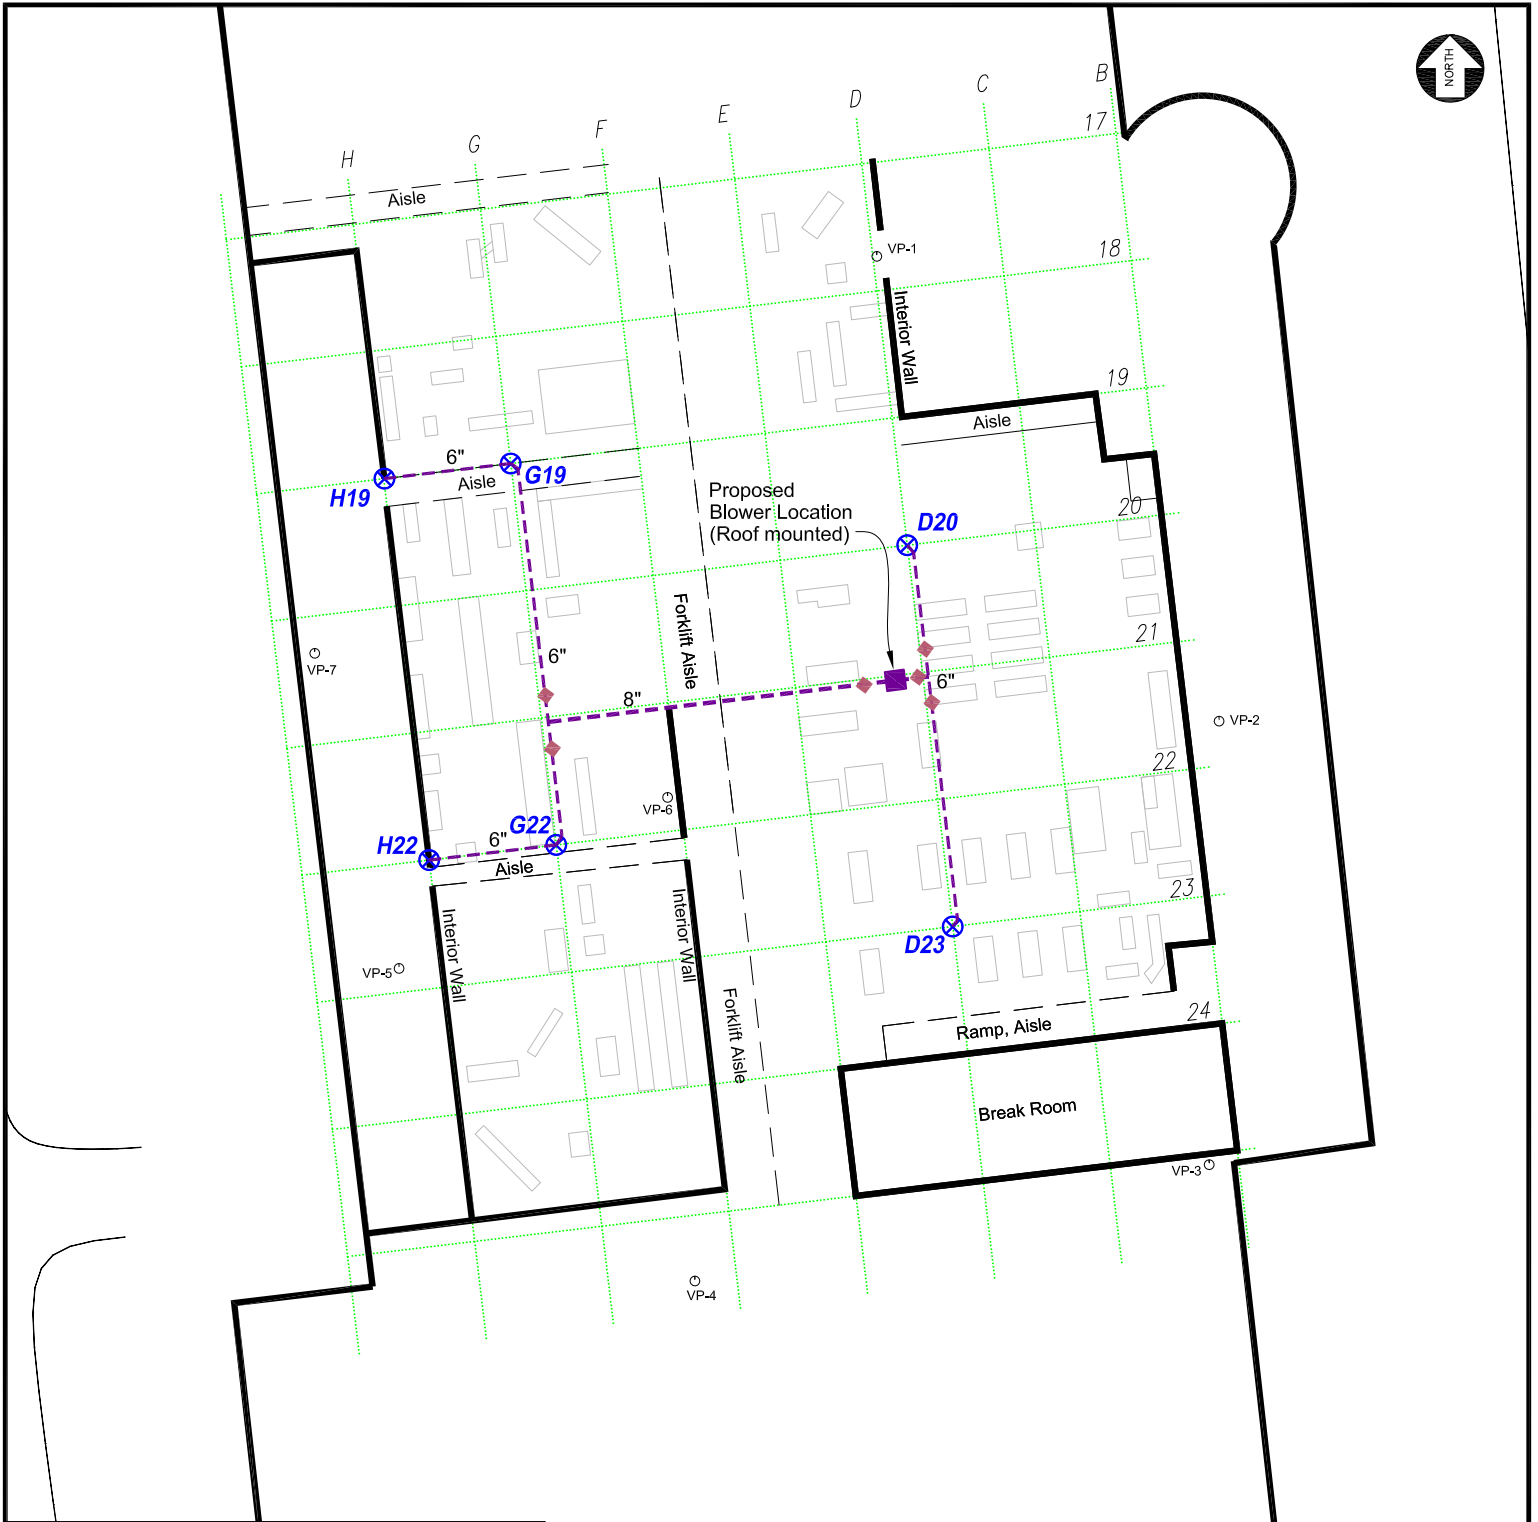 NORTH
B
C
D
E
F
G
H
17
Aisle
18
VP-1
Interior Wall
19
Aisle
6"
G19
H19
Aisle
Proposed
Blower Location
(Roof mounted)
D20
20
Forklift Aisle
21
VP-7
6"
8"
6"
VP-2
22
VP-6
G22
H22
6"
Aisle
23
Interior Wall
Interior Wall
D23
VP-5
Forklift Aisle
24
Ramp, Aisle
Break Room
VP-3
VP-4